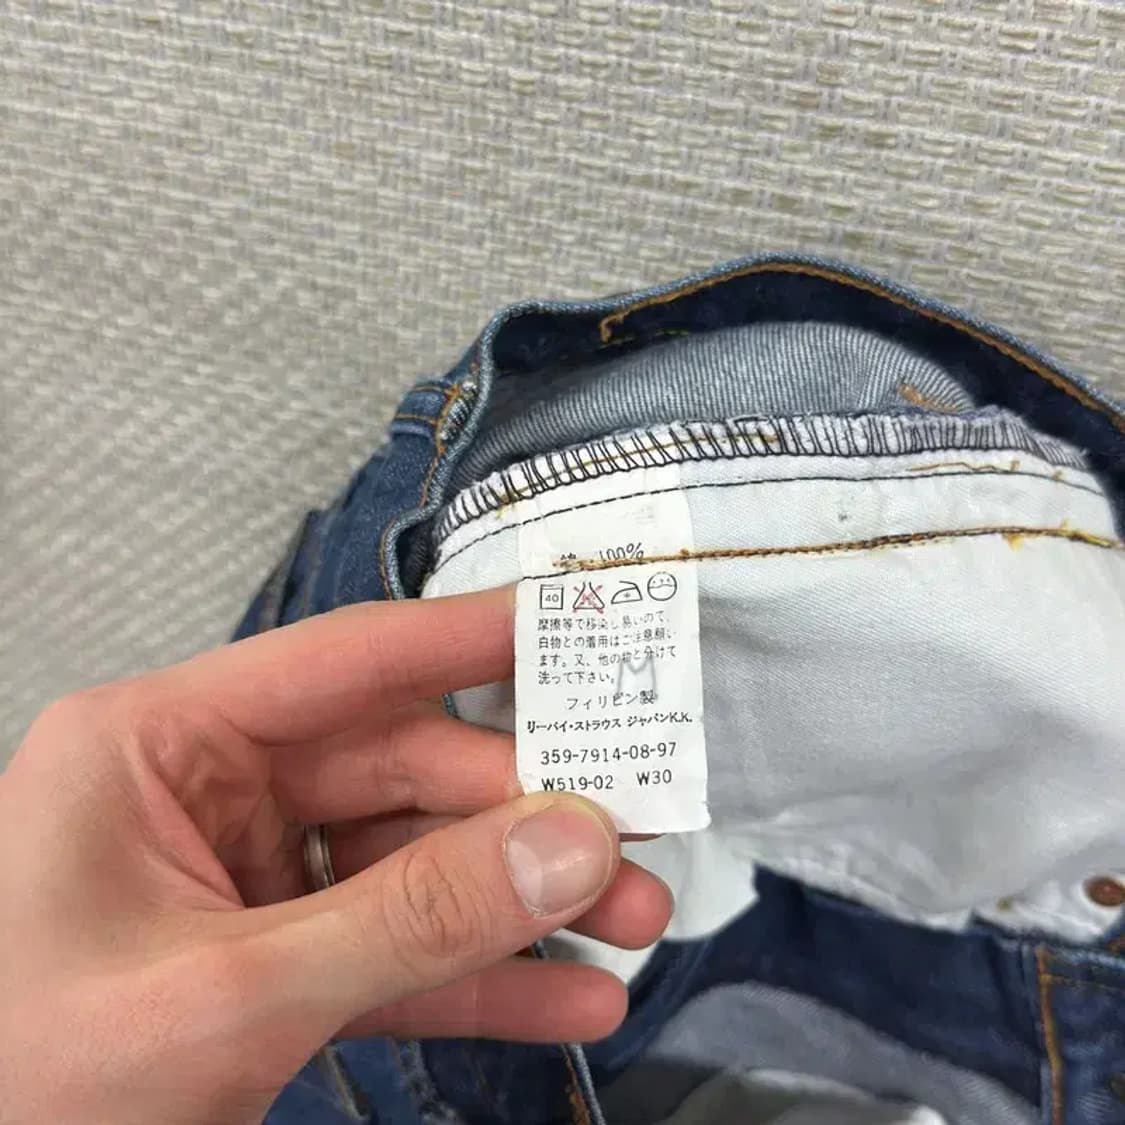 綿 100%
40
摩擦等で移染し易いので、
白物との着用はご注意願い
ます。又、他の物と分けて
洗って下さい。
M
フィリピン製
リーバイ・ストラウス ジャパンK.K.
359-7914-08-97
W519-02 W30